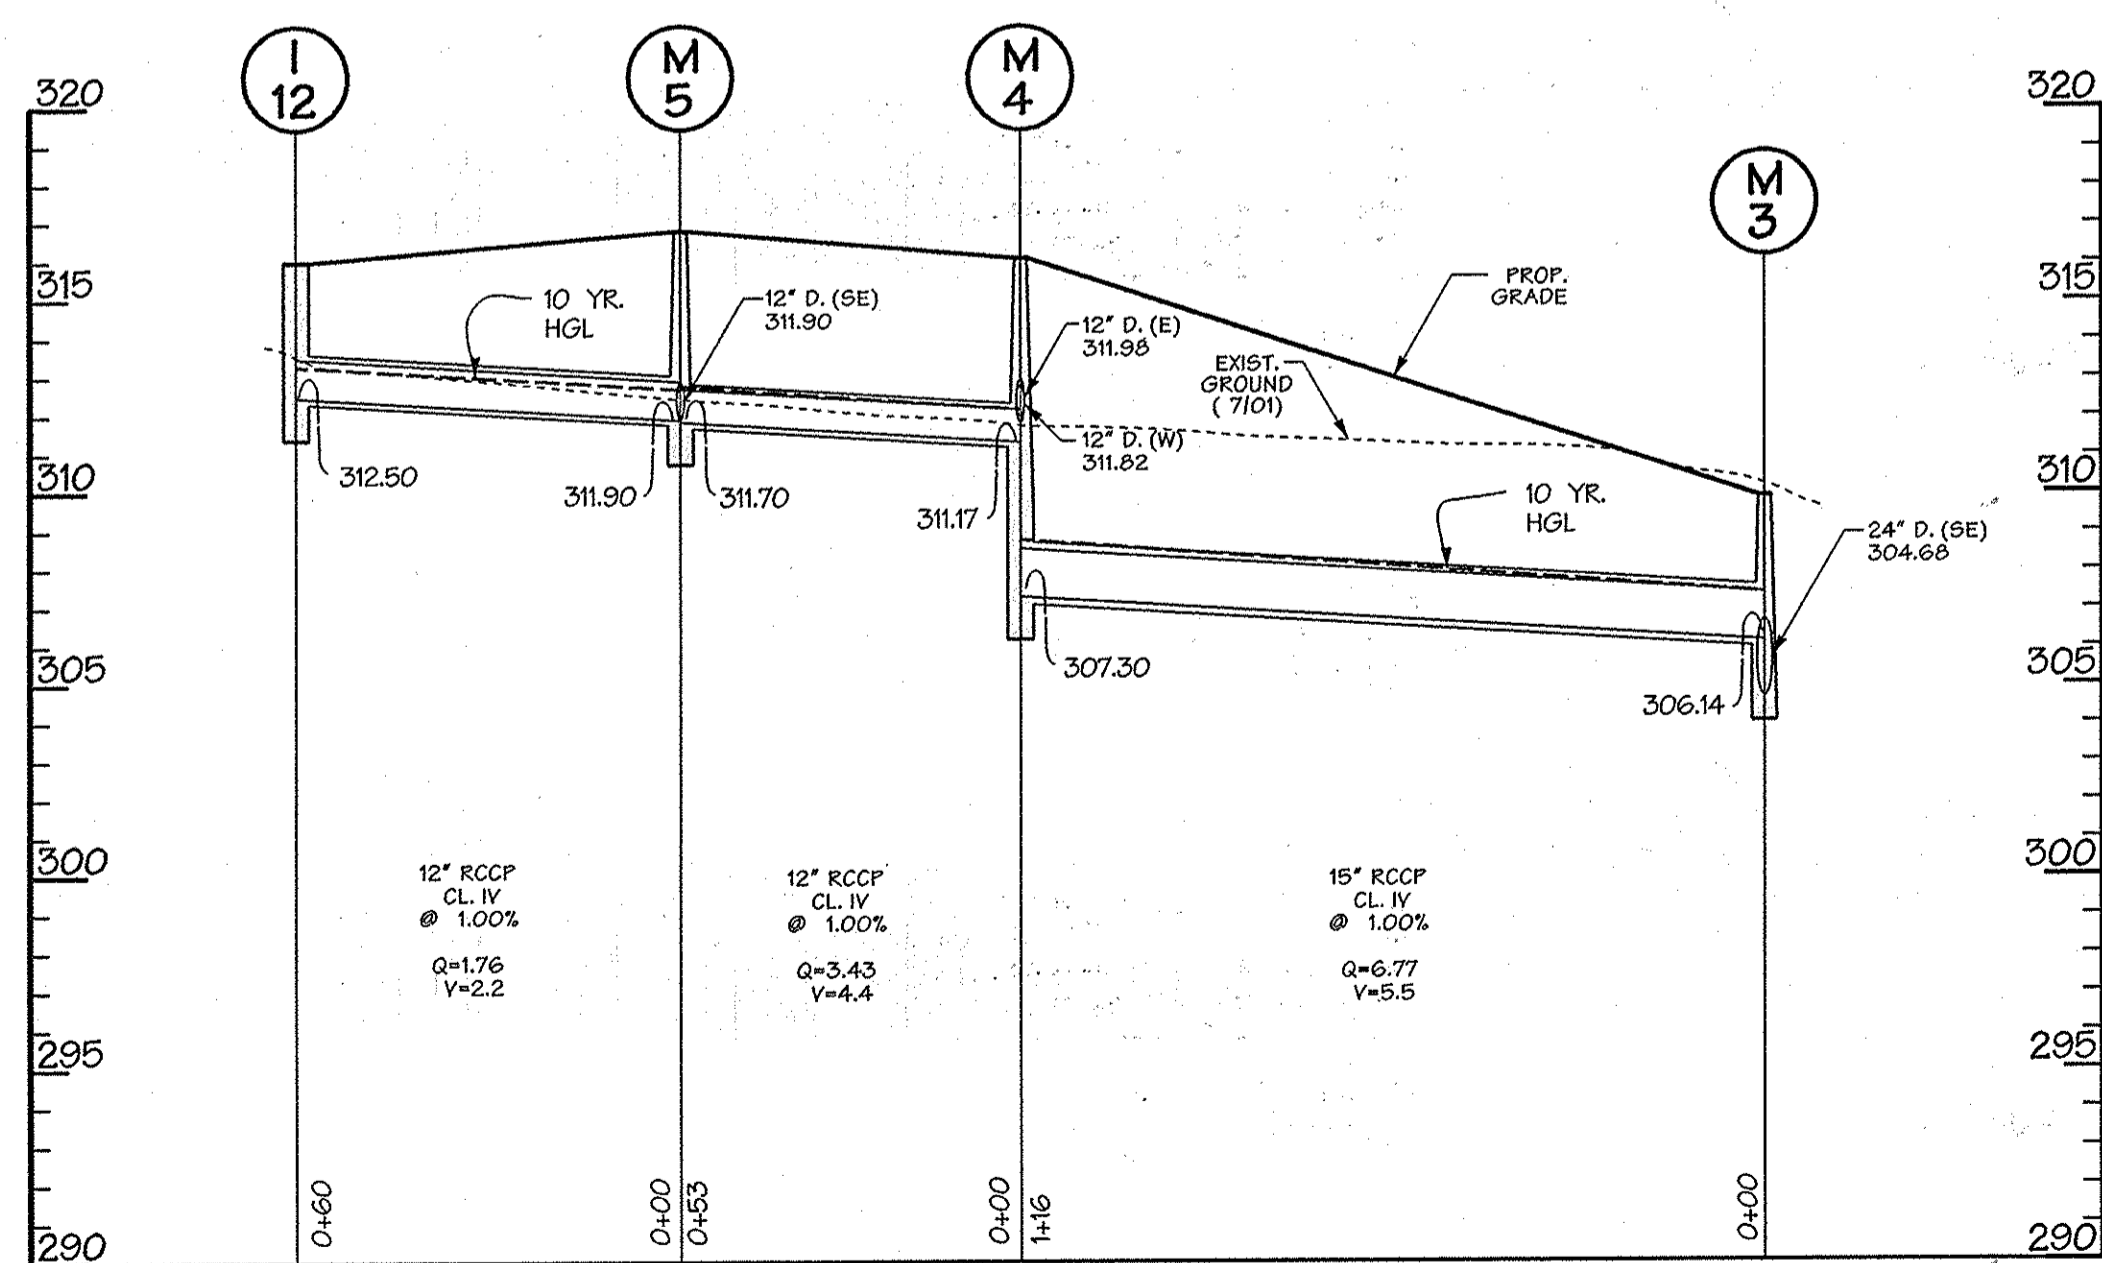 I
12
M
5
M
4
M
3
320
320
315
315
310
310
305
305
300
300
295
295
290
290
10 YR.
HGL
12" D. (SE)
311.90
12" D. (E)
311.98
12" D. (W)
311.82
EXIST.
GROUND
( 7/01)
PROP.
GRADE
10 YR.
HGL
24" D. (SE)
304.68
312.50
311.90
311.70
311.17
307.30
306.14
12" RCCP
CL. IV
@ 1.00%
Q=1.76
V=2.2
12" RCCP
CL. IV
@ 1.00%
Q=3.43
V=4.4
15" RCCP
CL. IV
@ 1.00%
Q=6.77
V=5.5
0+60
0+00
0+53
0+00
1+16
0+00